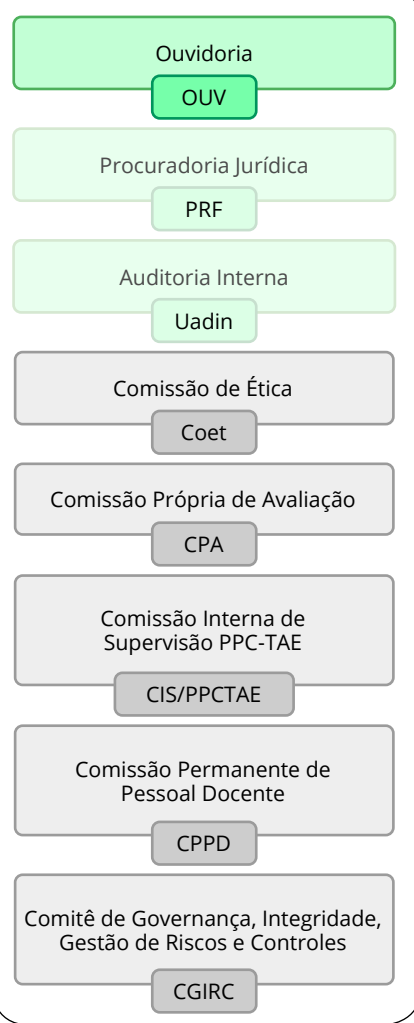 Ouvidoria
OUV
Procuradoria Jurídica
PRF
Auditoria Interna
Uadin
Comissão de Ética
Coet
Comissão Própria de Avaliação
CPA
Comissão Interna de
Supervisão PPC-TAE
CIS/PPCTAE
Comissão Permanente de
Pessoal Docente
CPPD
Comitê de Governança, Integridade,
Gestão de Riscos e Controles
CGIRC